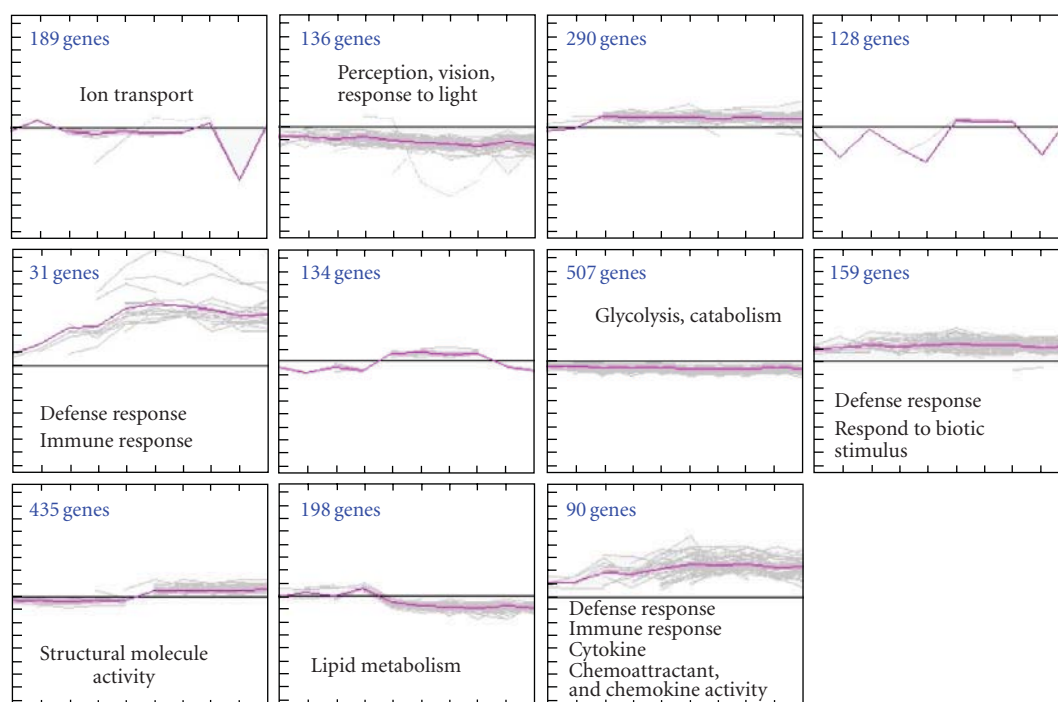 189 genes
Ion transport
136 genes
Perception, vision,
response to light
290 genes
128 genes
31 genes
Defense response
Immune response
134 genes
507 genes
Glycolysis, catabolism
159 genes
Defense response
Respond to biotic
stimulus
435 genes
Structural molecule
activity
198 genes
Lipid metabolism
90 genes
Defense response
Immune response
Cytokine
Chemoattractant,
and chemokine activity